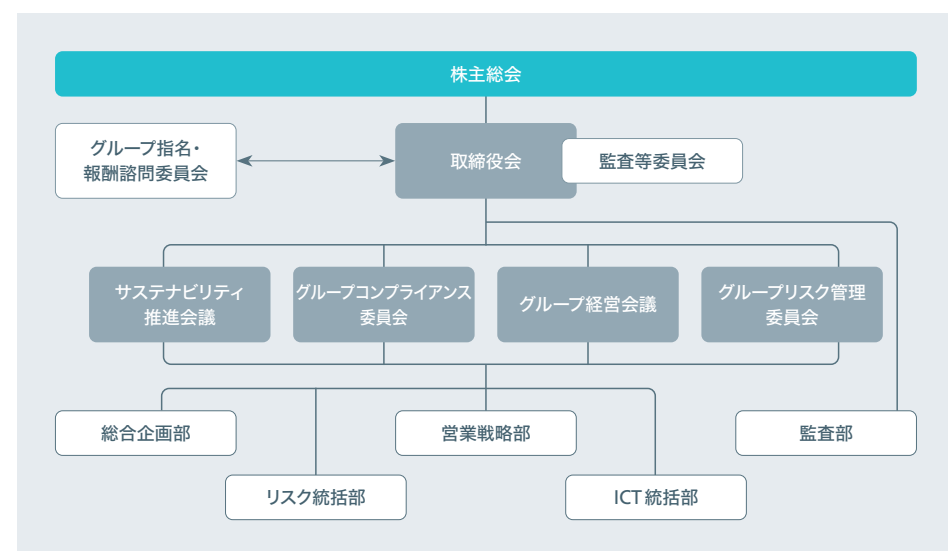 株主総会
グループ指名・
報酬諮問委員会
取締役会
監査等委員会
サステナビリティ
推進会議
グループコンプライアンス
委員会
グループ経営会議
グループリスク管理
委員会
総合企画部
営業戦略部
監査部
リスク統括部
ICT統括部